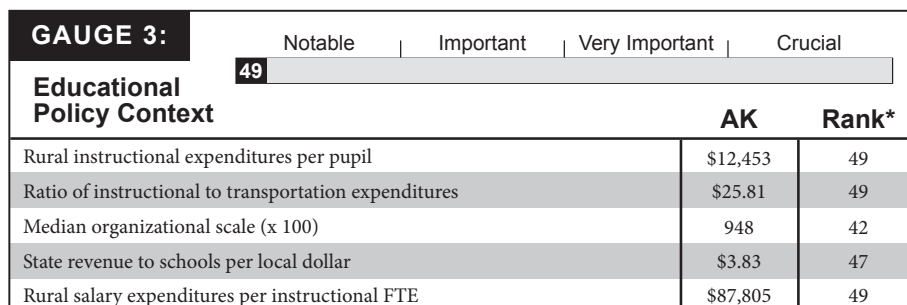 GAUGE 3:
Notable Important Very Important Crucial
49
Educational
Policy Context
AK Rank*
Rural instructional expenditures per pupil $12,453 49
Ratio of instructional to transportation expenditures $25.81 49
Median organizational scale (x 100) 948 42
State revenue to schools per local dollar $3.83 47
Rural salary expenditures per instructional FTE $87,805 49